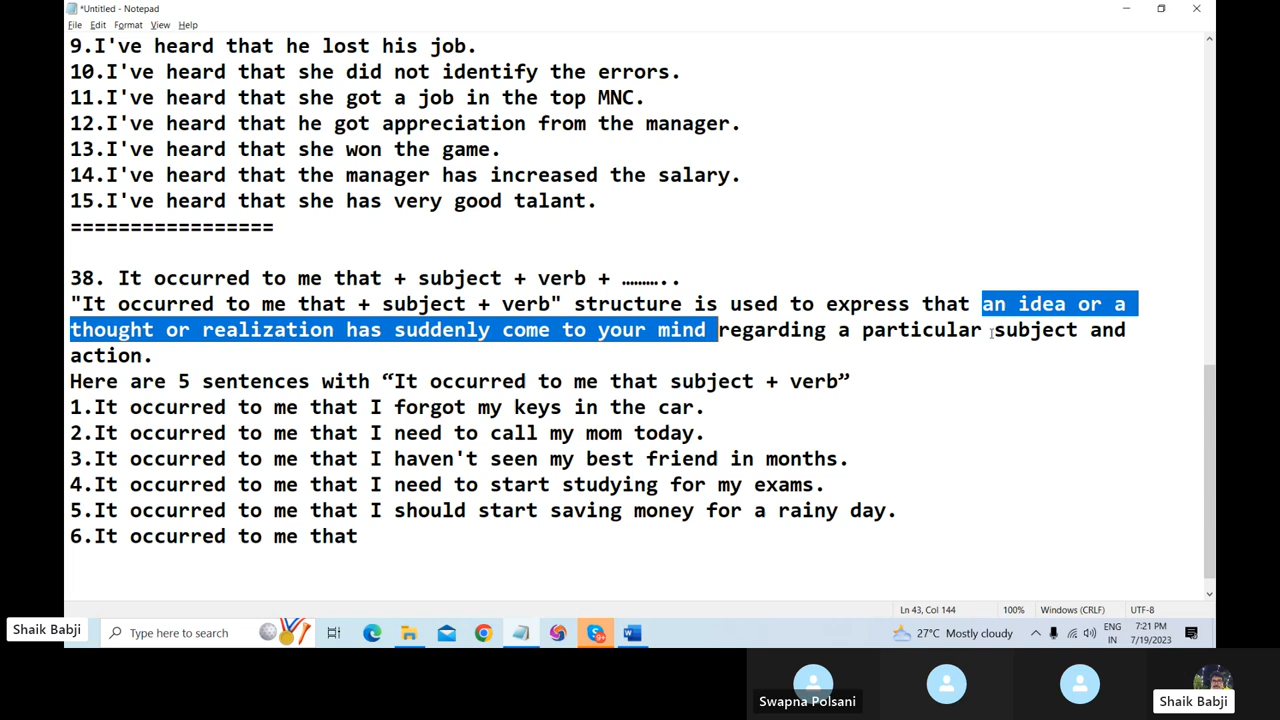 *Untitled - Notepad
File Edit Format View Help
9.I've heard that he lost his job.
10.I've heard that she did not identify the errors.
11.I've heard that she got a job in the top MNC.
12.I've heard that he got appreciation from the manager.
13.I've heard that she won the game.
14.I've heard that the manager has increased the salary.
15.I've heard that she has very good talant.
=================
38. It occurred to me that + subject + verb + ………..
"It occurred to me that + subject + verb" structure is used to express that an idea or a
thought or realization has suddenly come to your mind regarding a particular subject and
action.
Here are 5 sentences with “It occurred to me that subject + verb”
1.It occurred to me that I forgot my keys in the car.
2.It occurred to me that I need to call my mom today.
3.It occurred to me that I haven't seen my best friend in months.
4.It occurred to me that I need to start studying for my exams.
5.It occurred to me that I should start saving money for a rainy day.
6.It occurred to me that
Ln 43, Col 144 100% Windows (CRLF) UTF-8
Shaik Babji
Type here to search
27°C Mostly cloudy
ENG
IN
7:21 PM
7/19/2023
Swapna Polsani
Shaik Babji